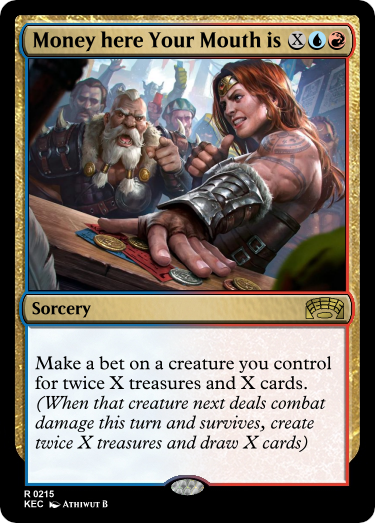 Money here Your Mouth is X
Sorcery
Make a bet on a creature you control
for twice X treasures and X cards.
(When that creature next deals combat
damage this turn and survives, create
twice X treasures and draw X cards)
R 0215
KEC Athiwut B